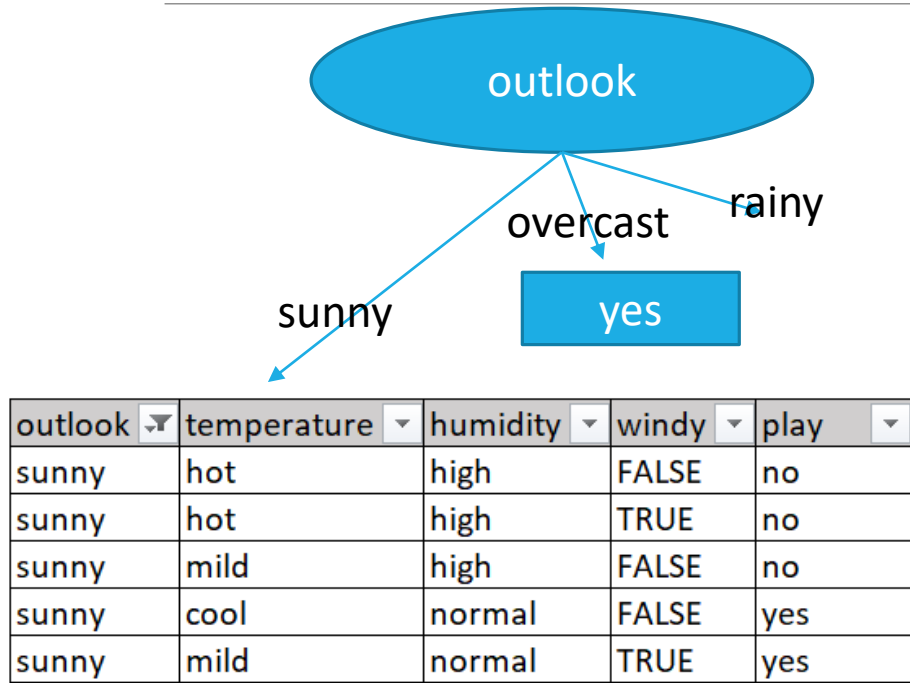 outlook
rainy
overcast
sunny
yes
outlook temperature humidity windy play
sunny hot high FALSE no
sunny hot high TRUE no
sunny mild high FALSE no
sunny cool normal FALSE yes
sunny mild normal TRUE yes